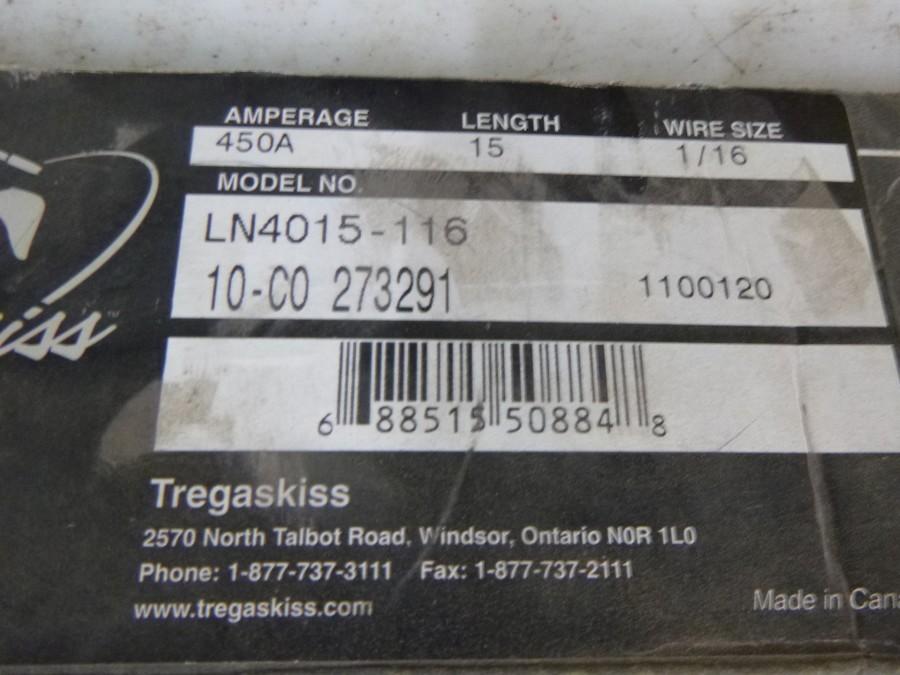 AMPERAGE LENGTH WIRE SIZE
450A 15 1/16
MODEL NO.
LN4015-116
10-CO 273291 1100120
6 88515 50884 8
Tregaskiss
2570 North Talbot Road, Windsor, Ontario N0R 1L0
Phone: 1-877-737-3111 Fax: 1-877-737-2111
www.tregaskiss.com
Made in